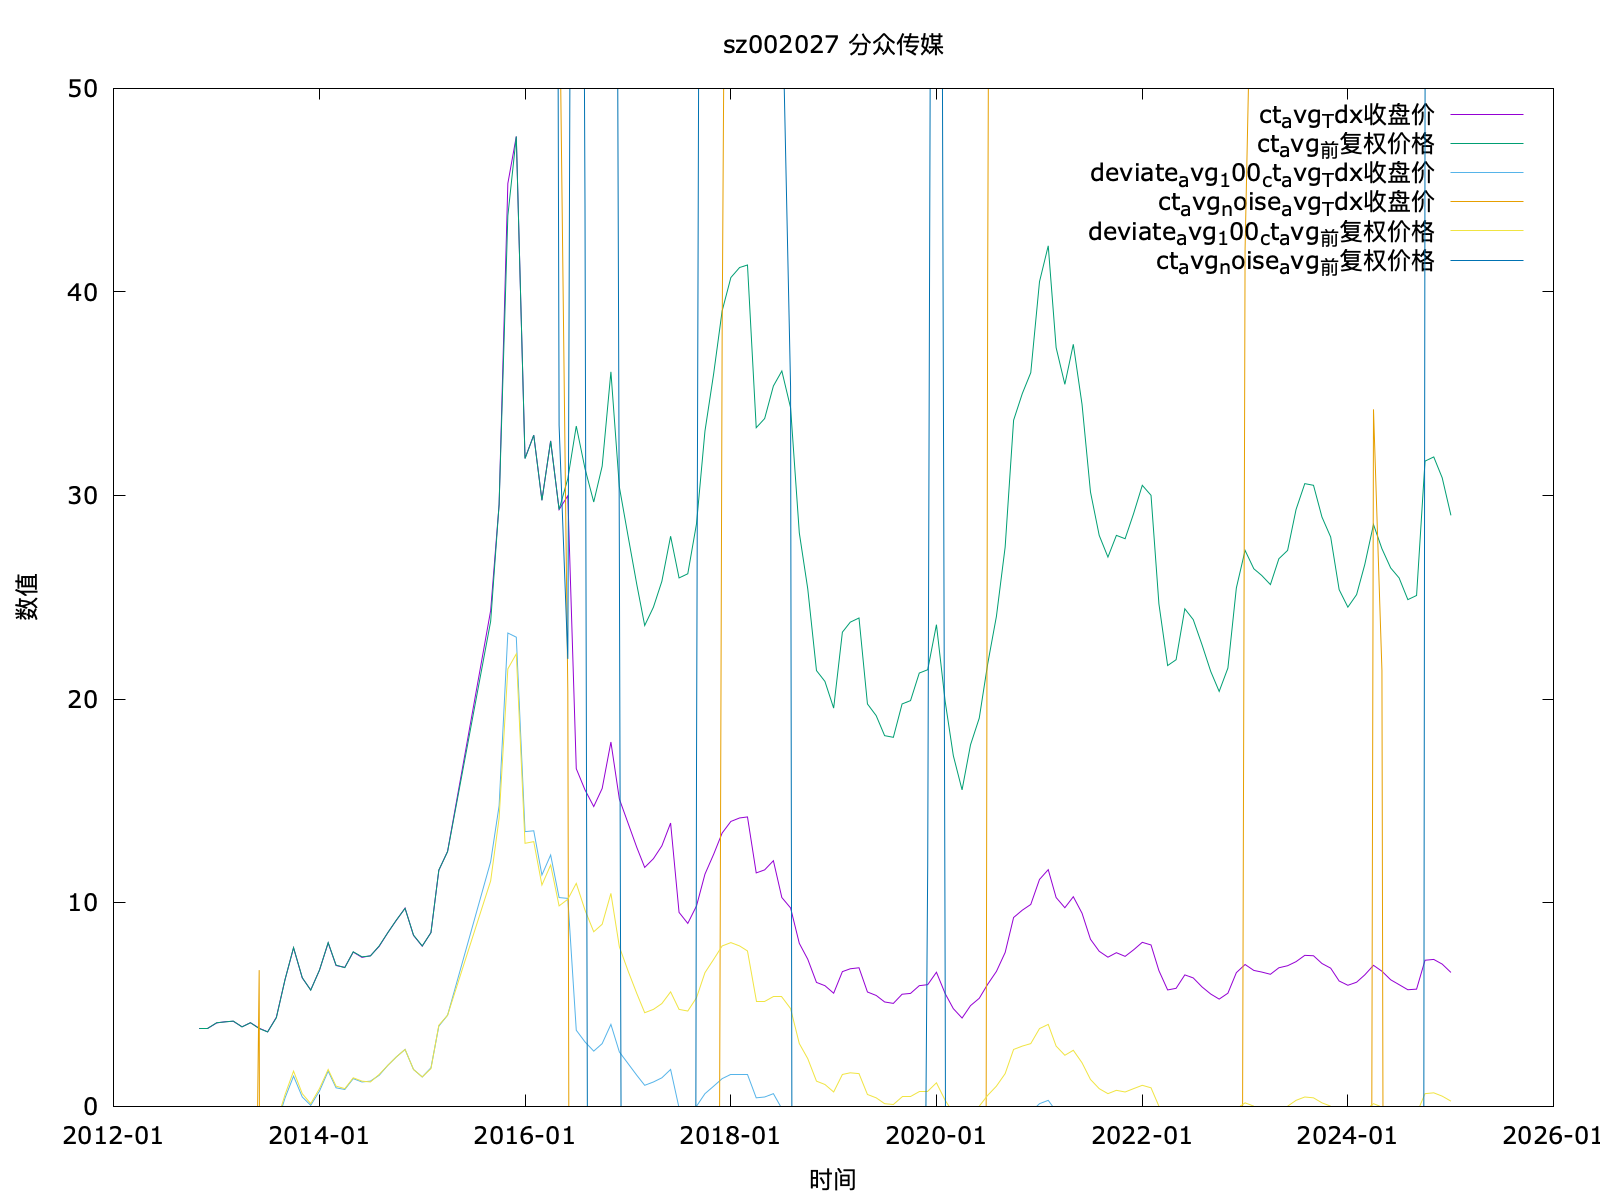 sz002027 分众传媒
50
40
30
20
10
0
数值
ctavgTdx收盘价
ctavg前复权价格
deviateavg100ctavgTdx收盘价
ctavgnoiseavgTdx收盘价
deviateavg100ctavg前复权价格
ctavgnoiseavg前复权价格
2012-01 2014-01 2016-01 2018-01 2020-01 2022-01 2024-01 2026-01
时间